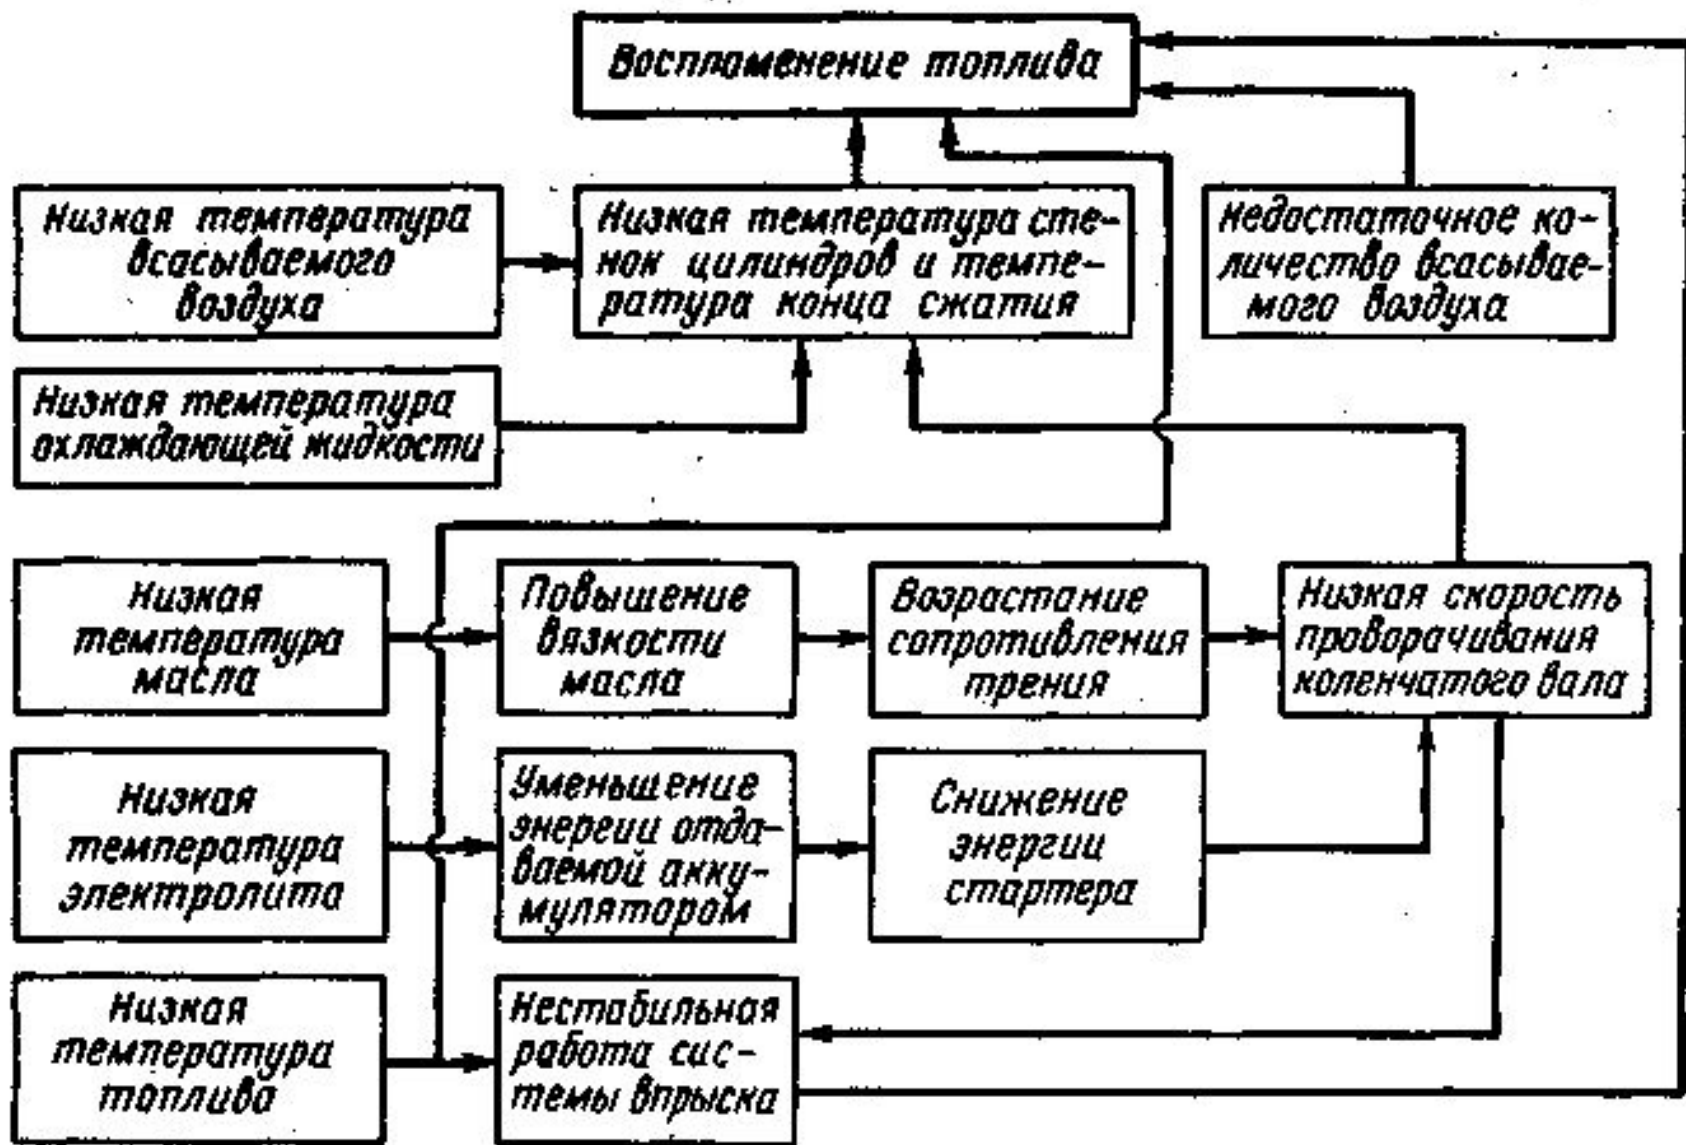 Воспламенение топлива
Низкая температура
всасываемого
воздуха
Низкая температура сте-
нок цилиндров и темпе-
ратура конца сжатия
Недостаточное ко-
личество всасывае-
мого воздуха
Низкая температура
охлаждающей жидкости
Низкая
температура
масла
Повышение
вязкости
масла
Возрастание
сопротивления
трения
Низкая скорость
проворачивания
коленчатого вала
Низкая
температура
электролита
Уменьшение
энергии отда-
ваемой акку-
мулятором
Снижение
энергии
стартера
Низкая
температура
топлива
Нестабильная
работа сис-
темы впрыска